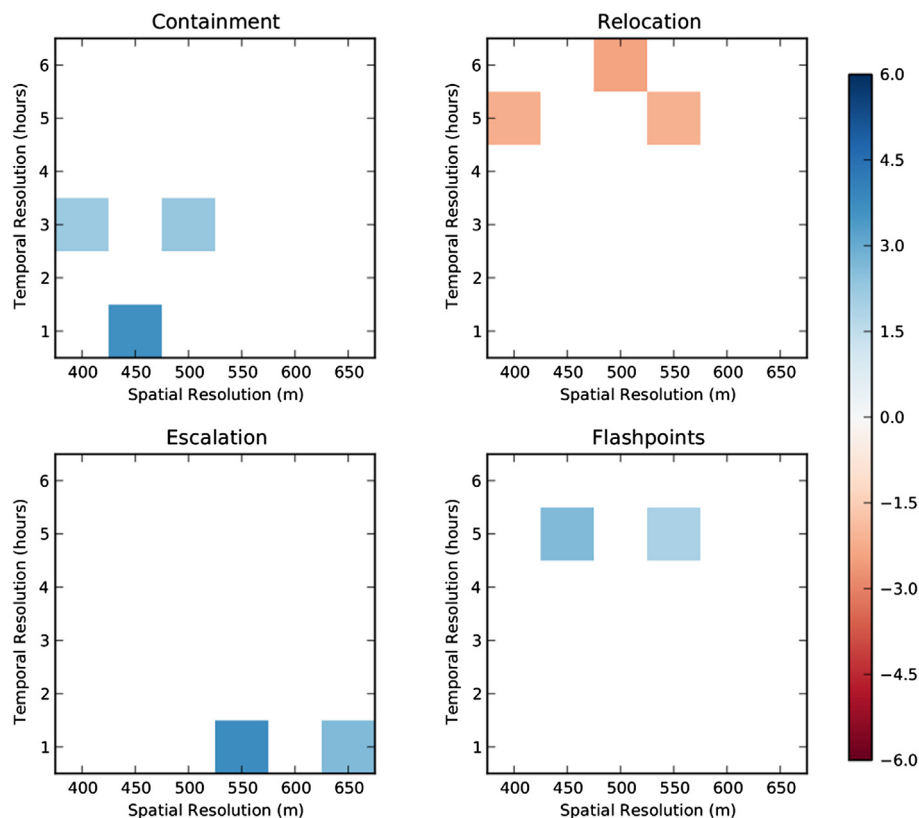 Containment
Relocation
Temporal Resolution (hours)
6
5
4
3
2
1
400 450 500 550 600 650
Spatial Resolution (m)
Temporal Resolution (hours)
6
5
4
3
2
1
400 450 500 550 600 650
Spatial Resolution (m)
Escalation
Flashpoints
Temporal Resolution (hours)
6
5
4
3
2
1
400 450 500 550 600 650
Spatial Resolution (m)
Temporal Resolution (hours)
6
5
4
3
2
1
400 450 500 550 600 650
Spatial Resolution (m)
6.0
4.5
3.0
1.5
0.0
−1.5
−3.0
−4.5
−6.0